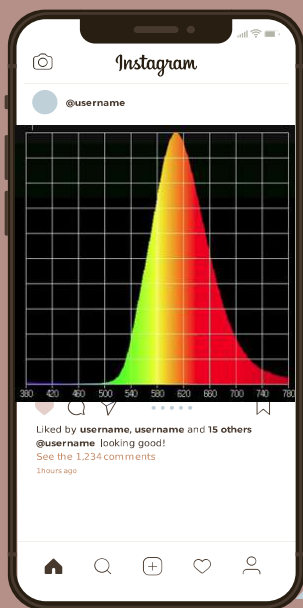 Instagram
@username
380 420 460 500 540 580 620 660 700 740 780
Liked by username, username and 15 others
@username looking good!
See the 1,234 comments
1hours ago